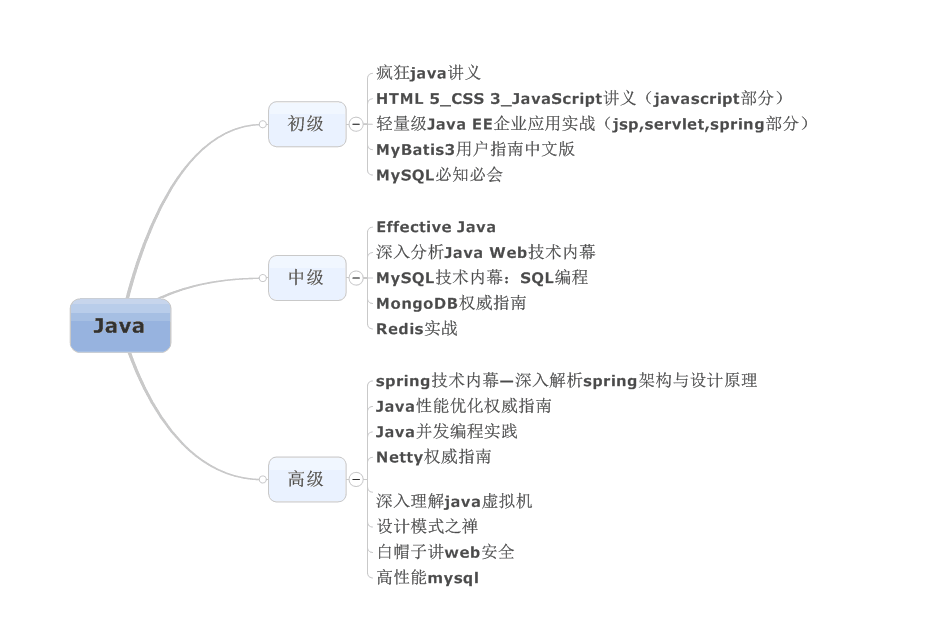 Java
初级
疯狂java讲义
HTML 5_CSS 3_JavaScript讲义（javascript部分）
轻量级Java EE企业应用实战（jsp,servlet,spring部分）
MyBatis3用户指南中文版
MySQL必知必会
中级
Effective Java
深入分析Java Web技术内幕
MySQL技术内幕：SQL编程
MongoDB权威指南
Redis实战
高级
spring技术内幕—深入解析spring架构与设计原理
Java性能优化权威指南
Java并发编程实践
Netty权威指南
深入理解java虚拟机
设计模式之禅
白帽子讲web安全
高性能mysql